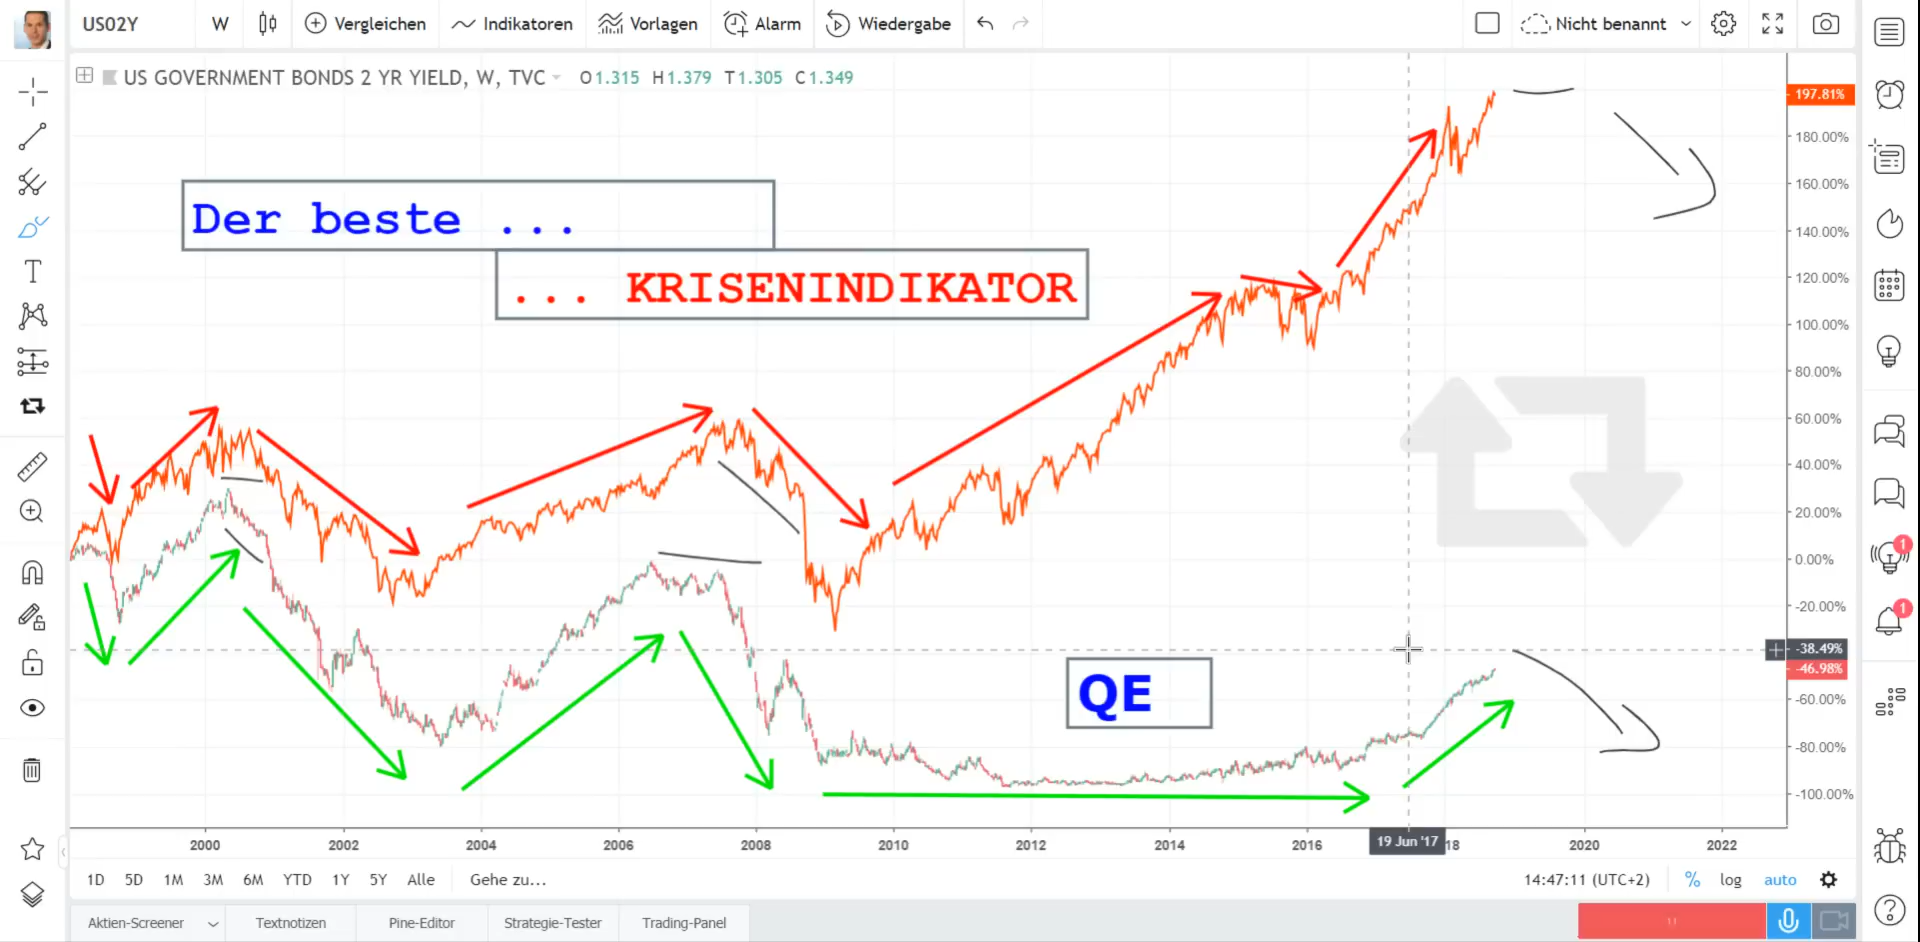 US02Y W Vergleichen Indikatoren Vorlagen Alarm Wiedergabe Nicht benannt
US GOVERNMENT BONDS 2 YR YIELD, W, TVC O1.315 H1.379 T1.305 C1.349
197.81%
180.00%
160.00%
Der beste ...
140.00%
... KRISENINDIKATOR
120.00%
100.00%
80.00%
60.00%
40.00%
20.00%
0.00%
-20.00%
-38.49%
-46.98%
QE
-60.00%
-80.00%
-100.00%
2000 2002 2004 2006 2008 2010 2012 2014 2016 19 Jun '17 18 2020 2022
1D 5D 1M 3M 6M YTD 1Y 5Y Alle Gehe zu... 14:47:11 (UTC+2) % log auto
Aktien-Screener Textnotizen Pine-Editor Strategie-Tester Trading-Panel
1
1